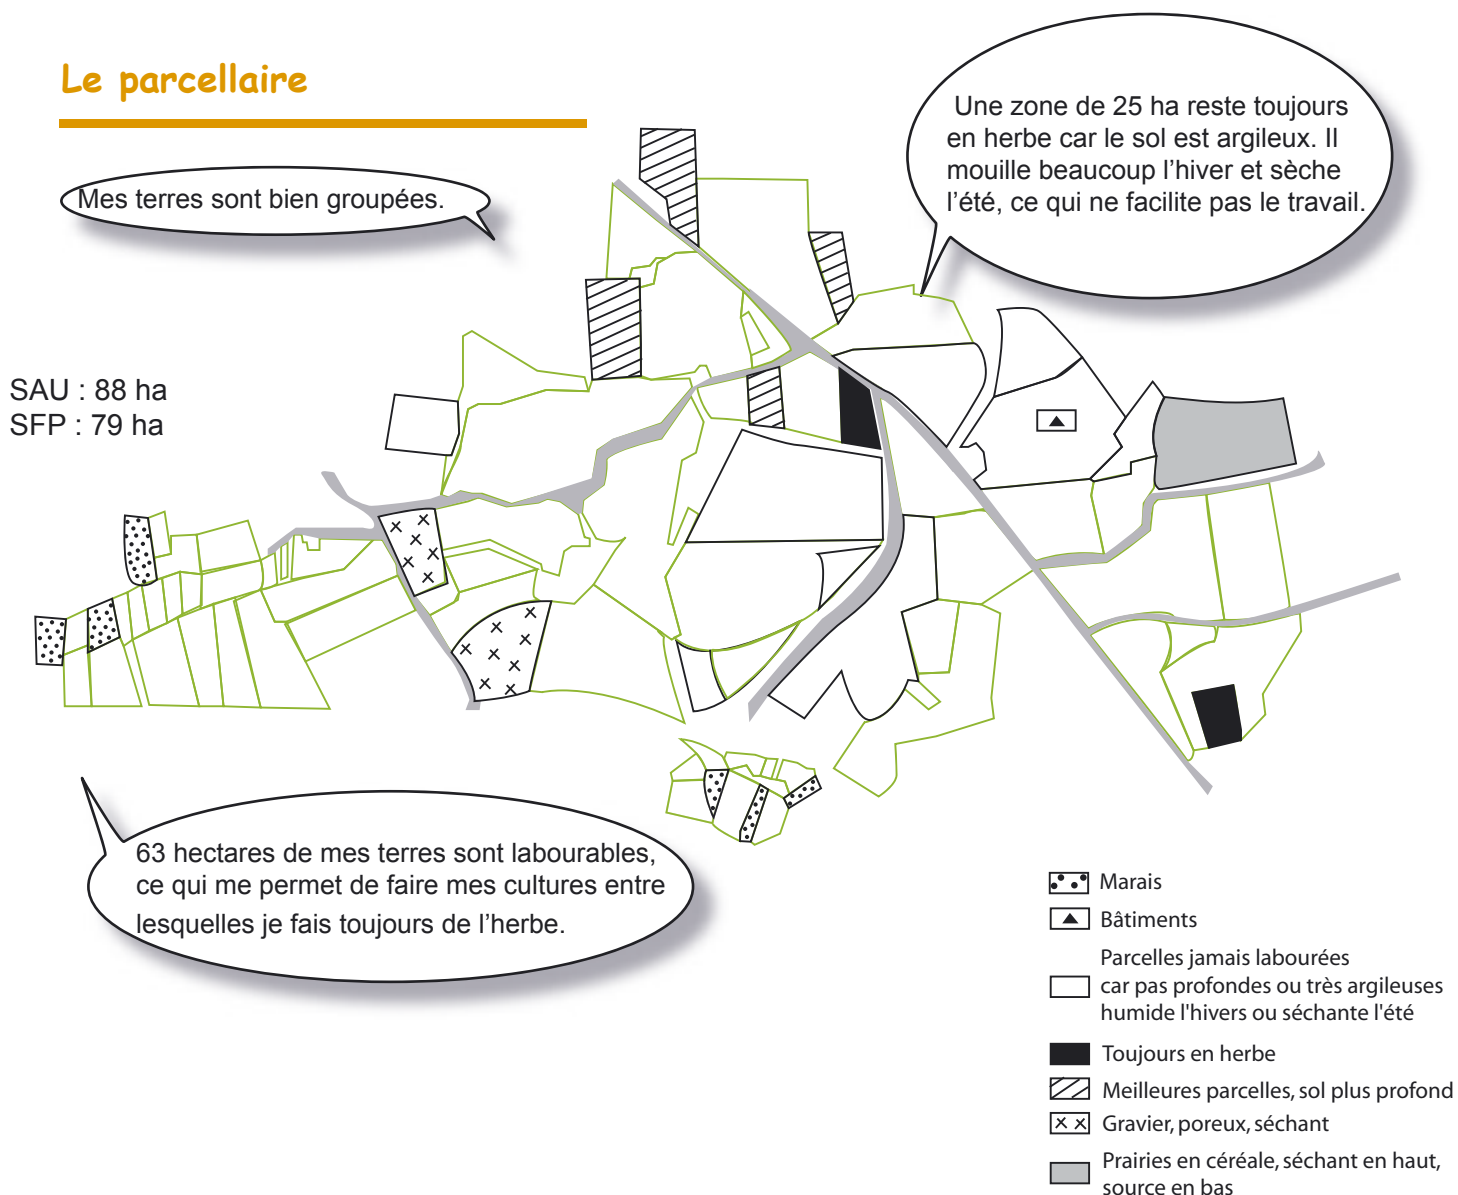 Le parcellaire
Une zone de 25 ha reste toujours
en herbe car le sol est argileux. Il
mouille beaucoup l’hiver et sèche
l’été, ce qui ne facilite pas le travail.
Mes terres sont bien groupées.
SAU : 88 ha
SFP : 79 ha
63 hectares de mes terres sont labourables,
ce qui me permet de faire mes cultures entre
lesquelles je fais toujours de l’herbe.
Marais
Bâtiments
Parcelles jamais labourées
car pas profondes ou très argileuses
humide l'hivers ou séchante l'été
Toujours en herbe
Meilleures parcelles, sol plus profond
Gravier, poreux, séchant
Prairies en céréale, séchant en haut,
source en bas